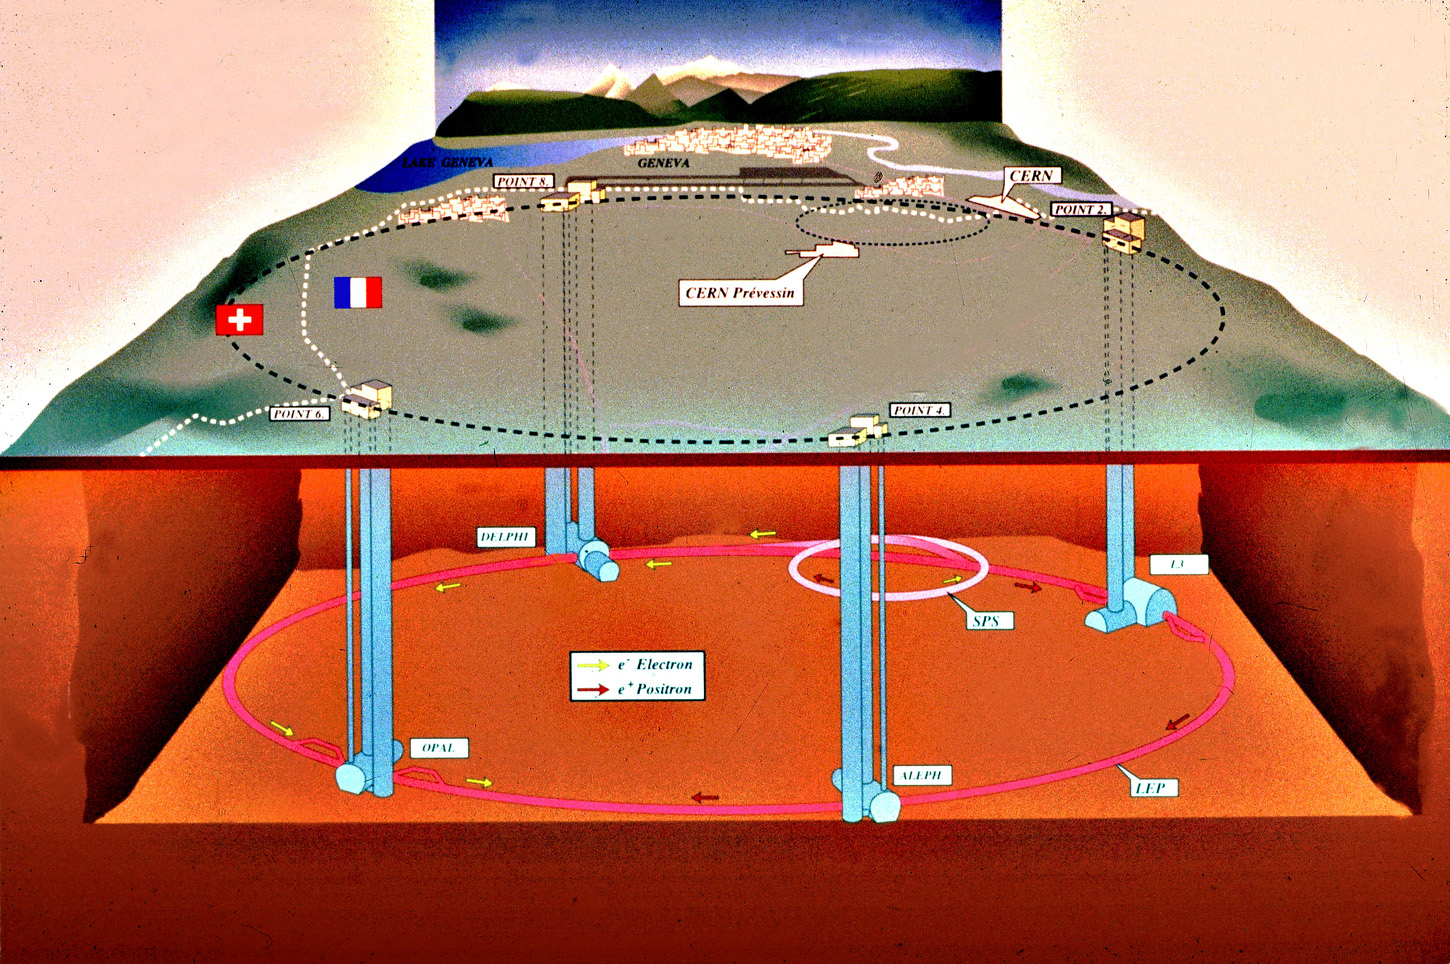 LAKE GENEVA
GENEVA
POINT 8.
CERN
POINT 2.
CERN Prévessin
POINT 6.
POINT 4.
DELPHI
L3
SPS
e- Electron
e+ Positron
OPAL
ALEPH
LEP